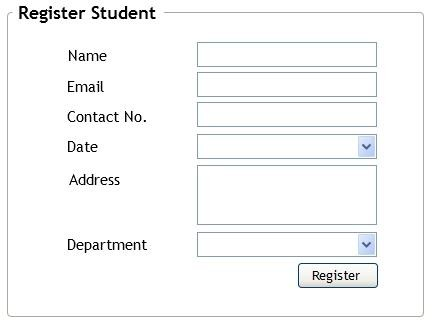 Register Student
Name
Email
Contact No.
Date
Address
Department
Register